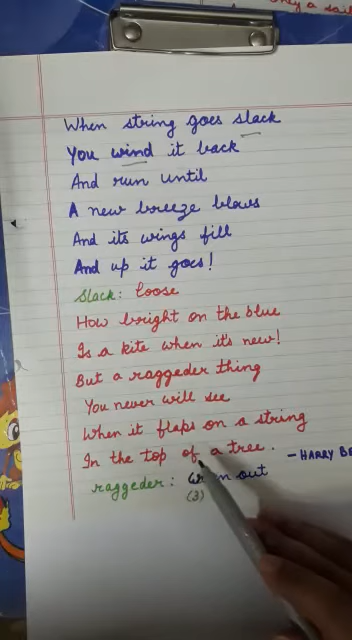 When string goes slack
You wind it back
And run until
A new breeze blows
And its wings fill
And up it goes!
Slack: loose
How bright on the blue
Is a kite when it's new!
But a raggeder thing
You never will see
When it flaps on a string
In the top of a tree.
- HARRY BE
raggeder: out
(3)